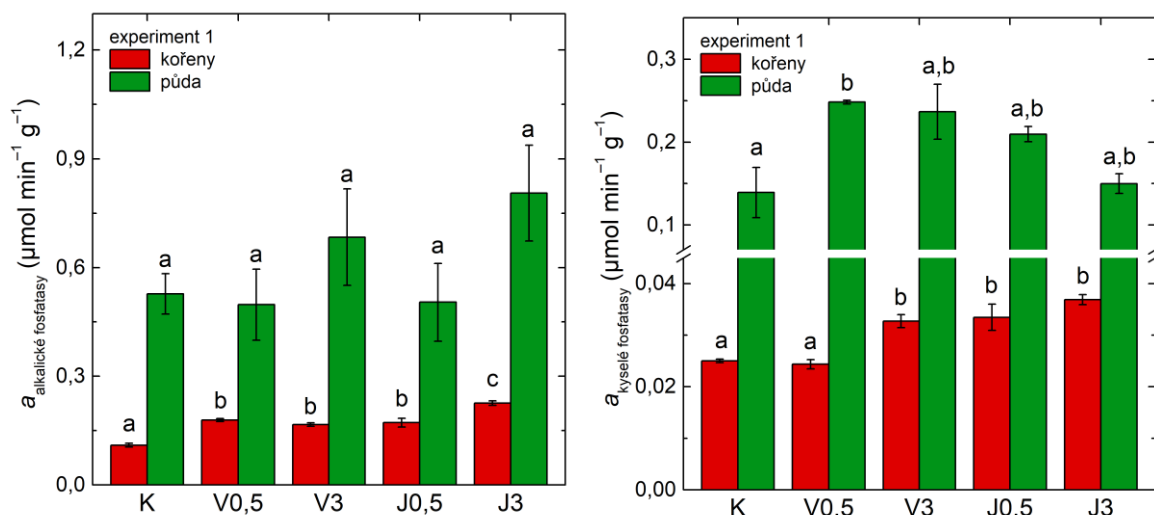 experiment 1
kořeny
půda
a alkalické fosfatasy (µmol min⁻¹ g⁻¹)
1,2
0,9
0,6
0,3
0,0
a
a
b
a
b
a
b
a
c
a
K V0,5 V3 J0,5 J3
experiment 1
kořeny
půda
a kyselé fosfatasy (µmol min⁻¹ g⁻¹)
0,3
0,2
0,1
0,04
0,02
0,00
a
a
a
b
b
a,b
b
a,b
b
a,b
K V0,5 V3 J0,5 J3